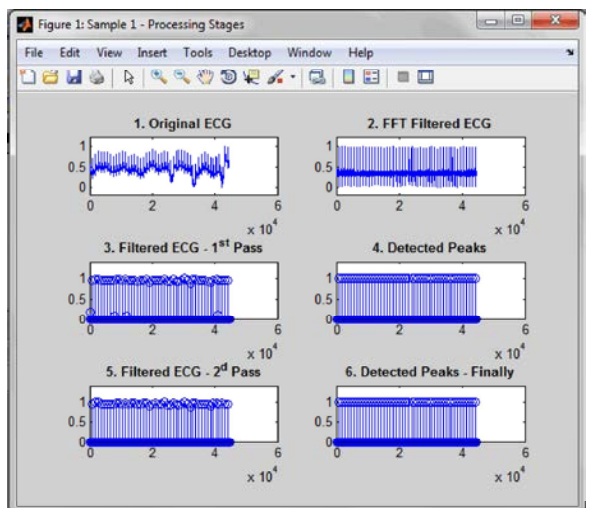 Figure 1: Sample 1 - Processing Stages
File Edit View Insert Tools Desktop Window Help
1. Original ECG
1
0.5
0
0 2 4 6
x 10^4
2. FFT Filtered ECG
1
0.5
0
0 2 4 6
x 10^4
3. Filtered ECG - 1st Pass
1
0.5
0
0 2 4 6
x 10^4
4. Detected Peaks
1
0.5
0
0 2 4 6
x 10^4
5. Filtered ECG - 2d Pass
1
0.5
0
0 2 4 6
x 10^4
6. Detected Peaks - Finally
1
0.5
0
0 2 4 6
x 10^4